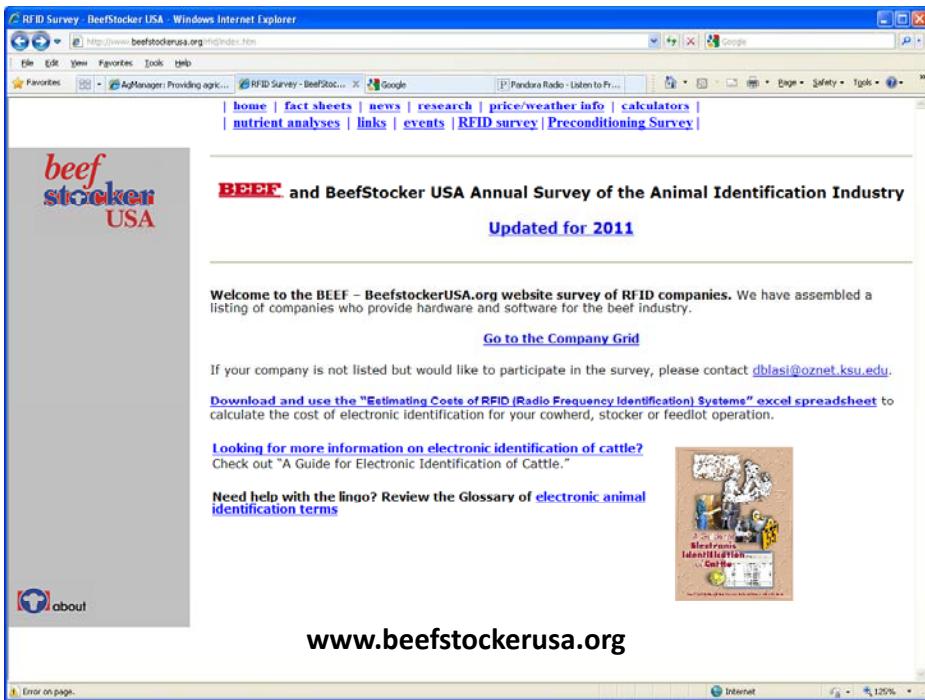 RFID Survey - BeefStocker USA - Windows Internet Explorer
http://www.beefstockerusa.org/rfid/index.htm
Google
File Edit View Favorites Tools Help
Favorites AgManager: Providing agric... RFID Survey - BeefStoc... X Google Pandora Radio - Listen to Fr... Page Safety Tools
| home | fact sheets | news | research | price/weather info | calculators |
| nutrient analyses | links | events | RFID survey | Preconditioning Survey |
beef
stocker
USA
BEEF and BeefStocker USA Annual Survey of the Animal Identification Industry
Updated for 2011
Welcome to the BEEF – BeefstockerUSA.org website survey of RFID companies. We have assembled a
listing of companies who provide hardware and software for the beef industry.
Go to the Company Grid
If your company is not listed but would like to participate in the survey, please contact dblasi@oznet.ksu.edu.
Download and use the "Estimating Costs of RFID (Radio Frequency Identification) Systems" excel spreadsheet to
calculate the cost of electronic identification for your cowherd, stocker or feedlot operation.
Looking for more information on electronic identification of cattle?
Check out "A Guide for Electronic Identification of Cattle."
Need help with the lingo? Review the Glossary of electronic animal
identification terms
Electronic
Identification
of Cattle
about
www.beefstockerusa.org
Error on page.
Internet
125%